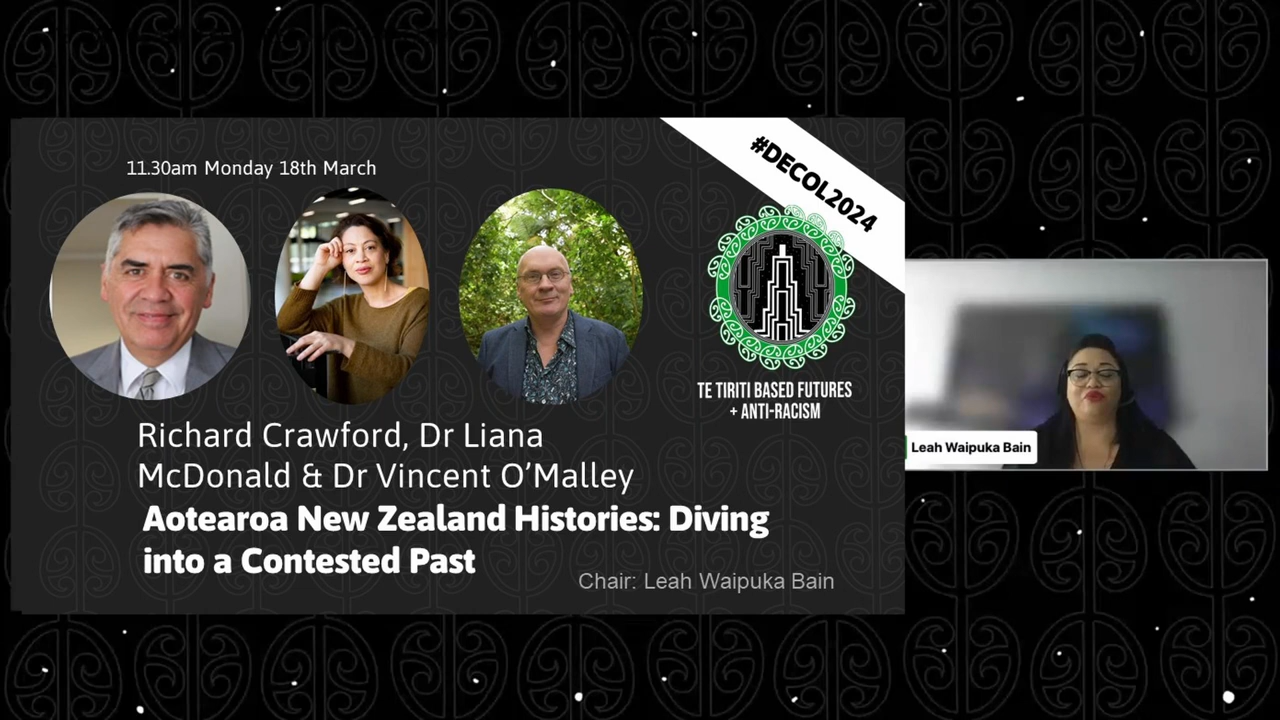 11.30am Monday 18th March
#DECOL2024
TE TIRITI BASED FUTURES
+ ANTI-RACISM
Richard Crawford, Dr Liana
McDonald & Dr Vincent O'Malley
Aotearoa New Zealand Histories: Diving
into a Contested Past
Chair: Leah Waipuka Bain
Leah Waipuka Bain